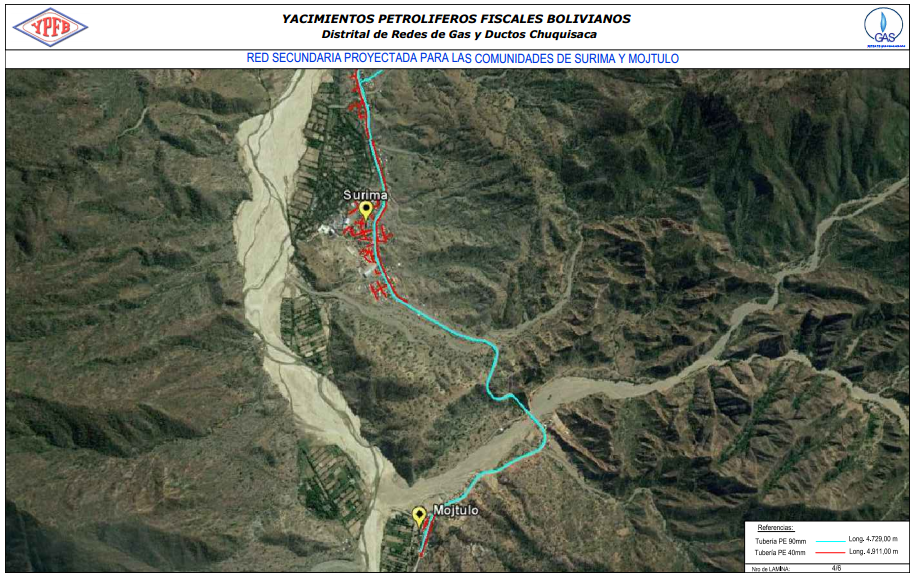 YPFB
YACIMIENTOS PETROLIFEROS FISCALES BOLIVIANOS
Distrital de Redes de Gas y Ductos Chuquisaca
GAS
RED SECUNDARIA PROYECTADA PARA LAS COMUNIDADES DE SURIMA Y MOJTULO
Surima
Mojtulo
Referencias:
Tuberia PE 90mm Long. 4.729,00 m
Tuberia PE 40mm Long. 4.911,00 m
Nro de LAMINA: 4/6